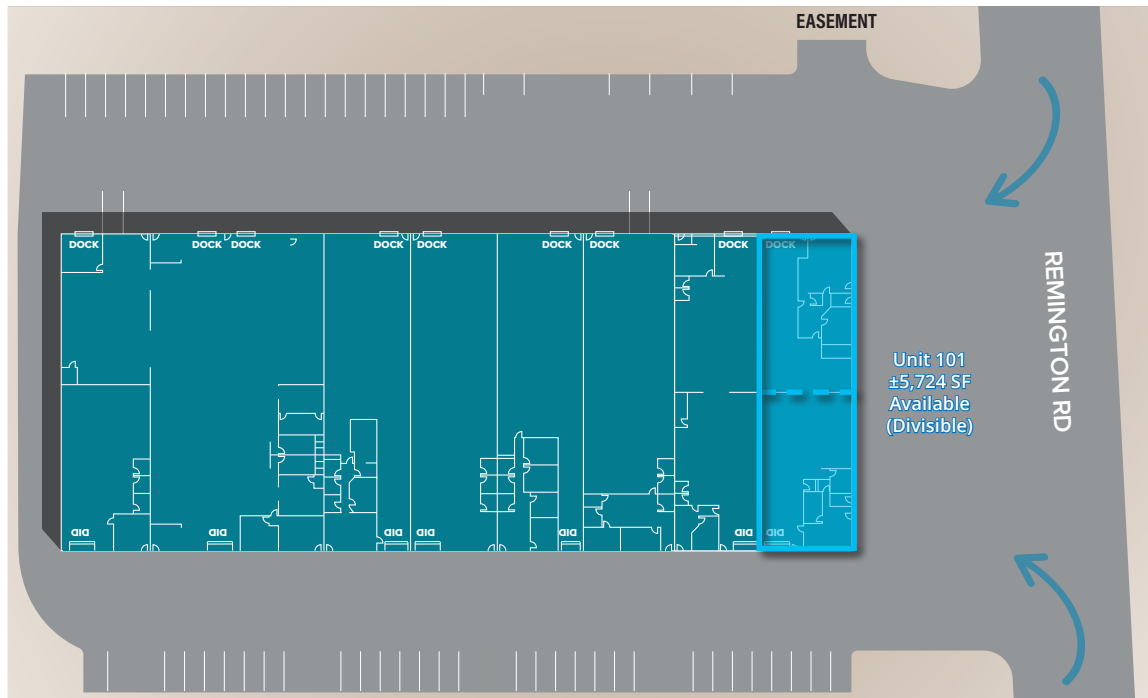 EASEMENT
DOCK
DOCK
DOCK
DOCK
DOCK
DOCK
DOCK
DOCK
DOCK
REMINGTON RD
Unit 101
±5,724 SF
Available
(Divisible)
DID
DID
DID
DID
DID
DID
DID